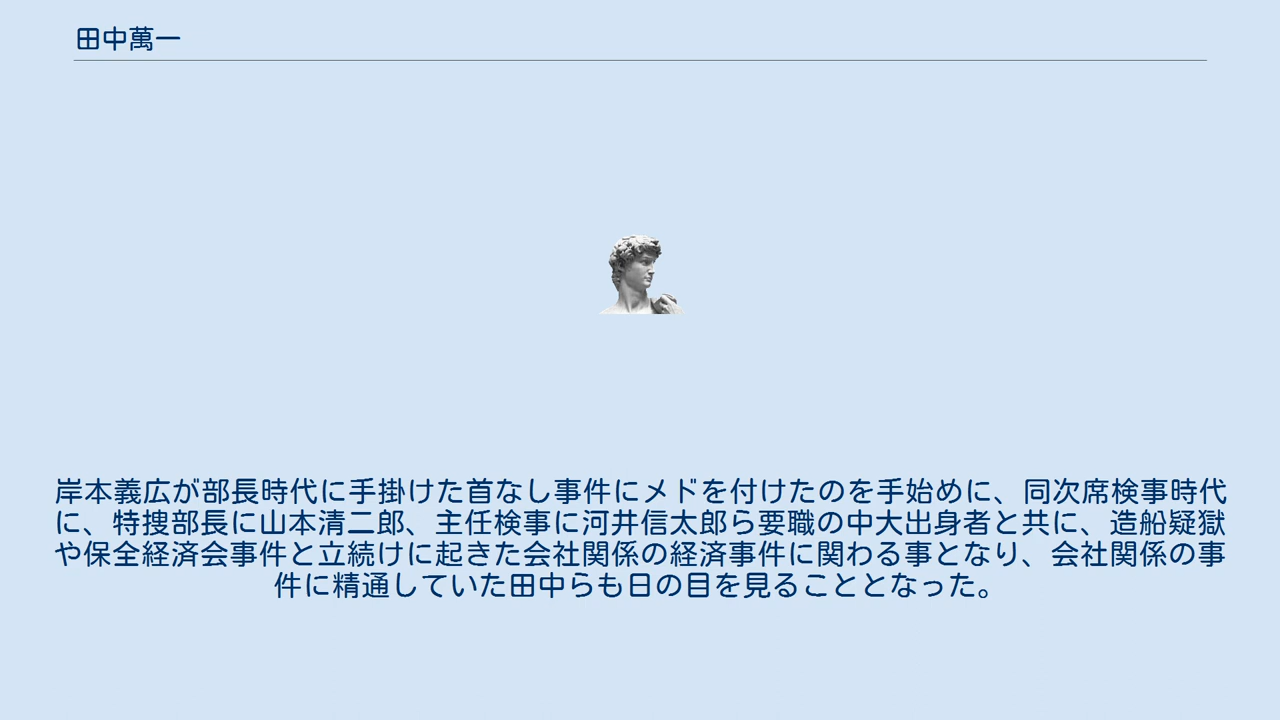 田中萬一
岸本義広が部長時代に手掛けた首なし事件にメドを付けたのを手始めに、同次席検事時代
に、特捜部長に山本清二郎、主任検事に河井信太郎ら要職の中大出身者と共に、造船疑獄
や保全経済会事件と立続けに起きた会社関係の経済事件に関わる事となり、会社関係の事
件に精通していた田中らも日の目を見ることとなった。